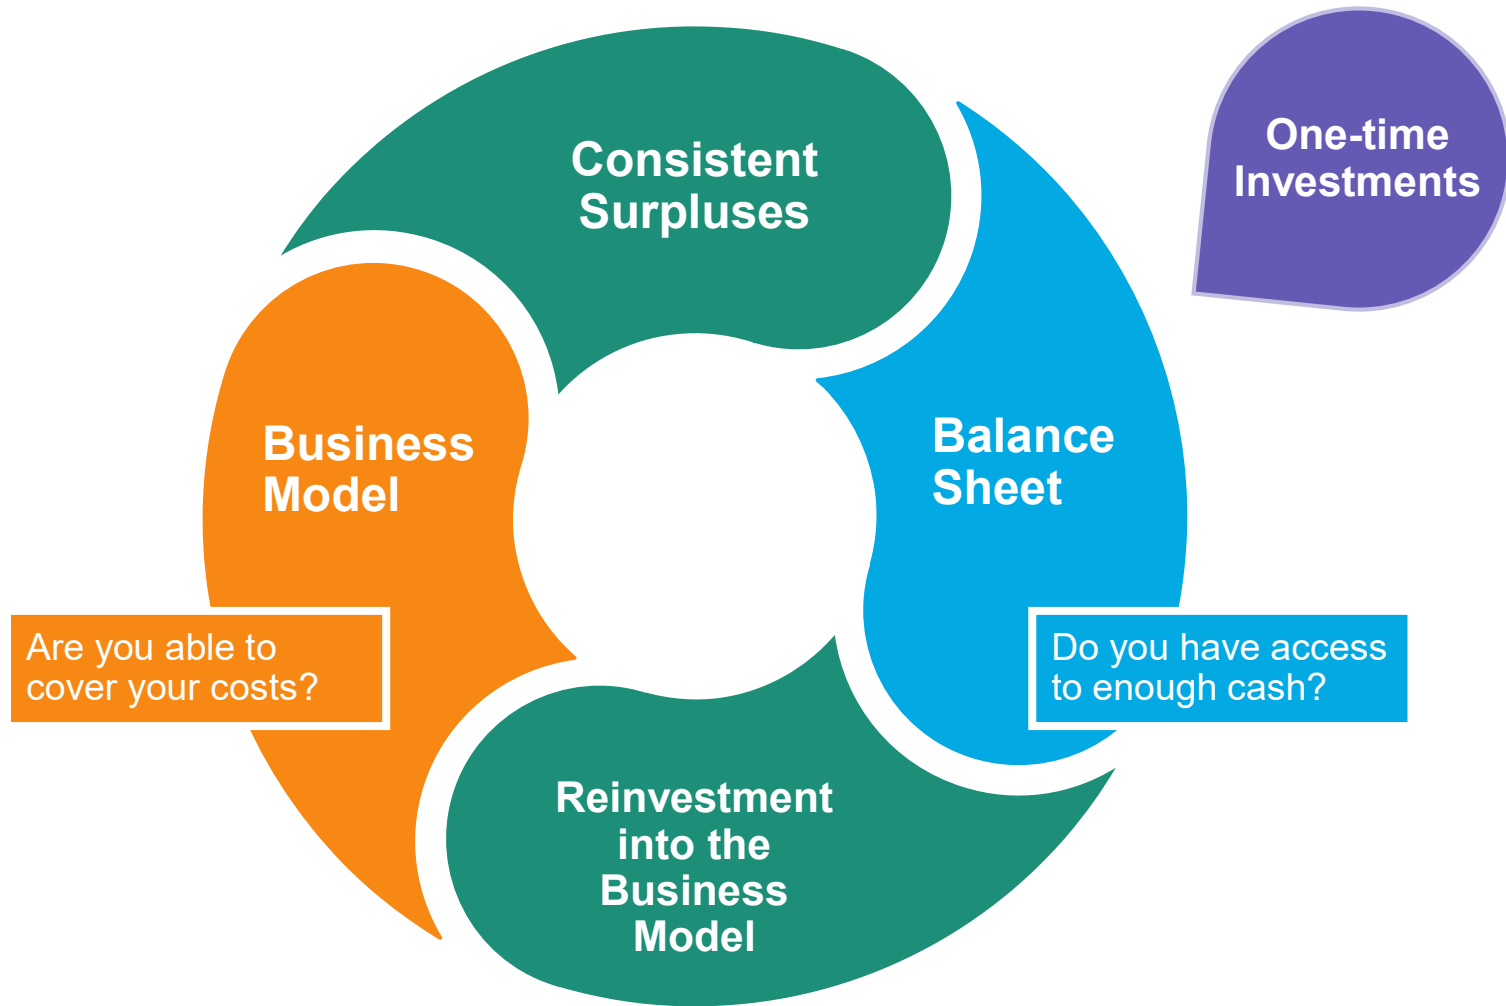 Consistent
Surpluses
One-time
Investments
Business
Model
Balance
Sheet
Are you able to
cover your costs?
Do you have access
to enough cash?
Reinvestment
into the
Business
Model